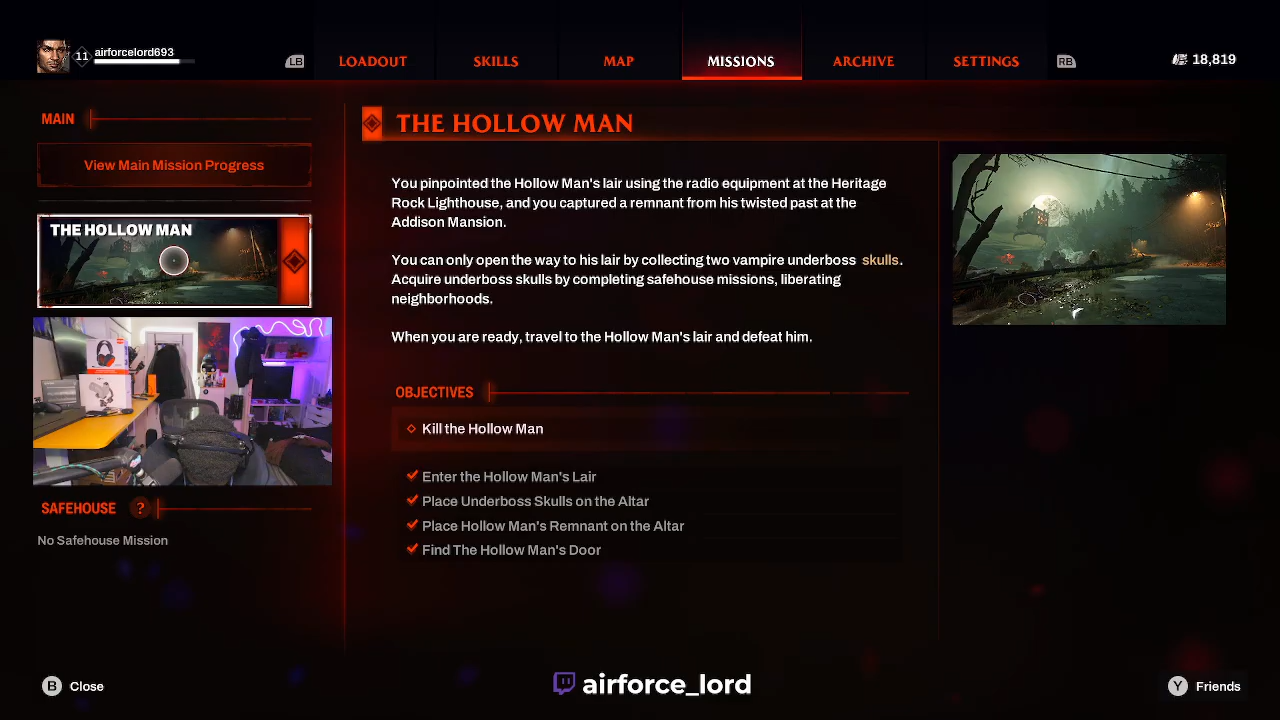 11 airforcelord693
LB LOADOUT SKILLS MAP MISSIONS ARCHIVE SETTINGS RB 18,819
MAIN
View Main Mission Progress
THE HOLLOW MAN
SAFEHOUSE ?
No Safehouse Mission
THE HOLLOW MAN
You pinpointed the Hollow Man's lair using the radio equipment at the Heritage
Rock Lighthouse, and you captured a remnant from his twisted past at the
Addison Mansion.
You can only open the way to his lair by collecting two vampire underboss skulls.
Acquire underboss skulls by completing safehouse missions, liberating
neighborhoods.
When you are ready, travel to the Hollow Man's lair and defeat him.
OBJECTIVES
Kill the Hollow Man
Enter the Hollow Man's Lair
Place Underboss Skulls on the Altar
Place Hollow Man's Remnant on the Altar
Find The Hollow Man's Door
B Close
airforce_lord
Y Friends